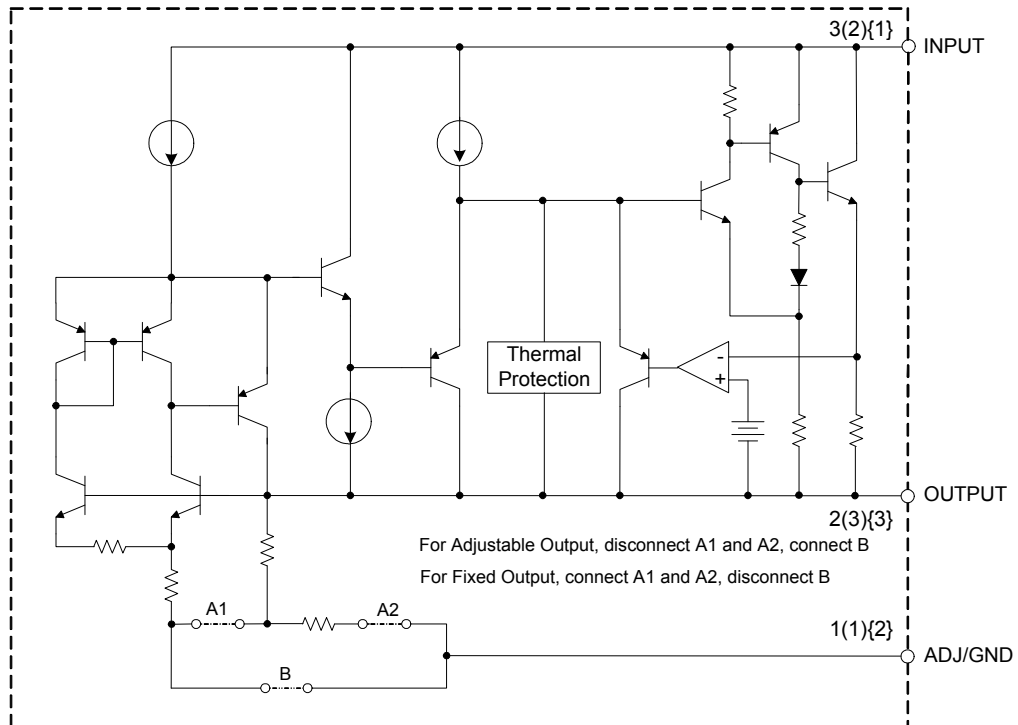 3(2){1}
INPUT
Thermal
Protection
-
+
OUTPUT
2(3){3}
For Adjustable Output, disconnect A1 and A2, connect B
For Fixed Output, connect A1 and A2, disconnect B
A1
A2
1(1){2}
ADJ/GND
B